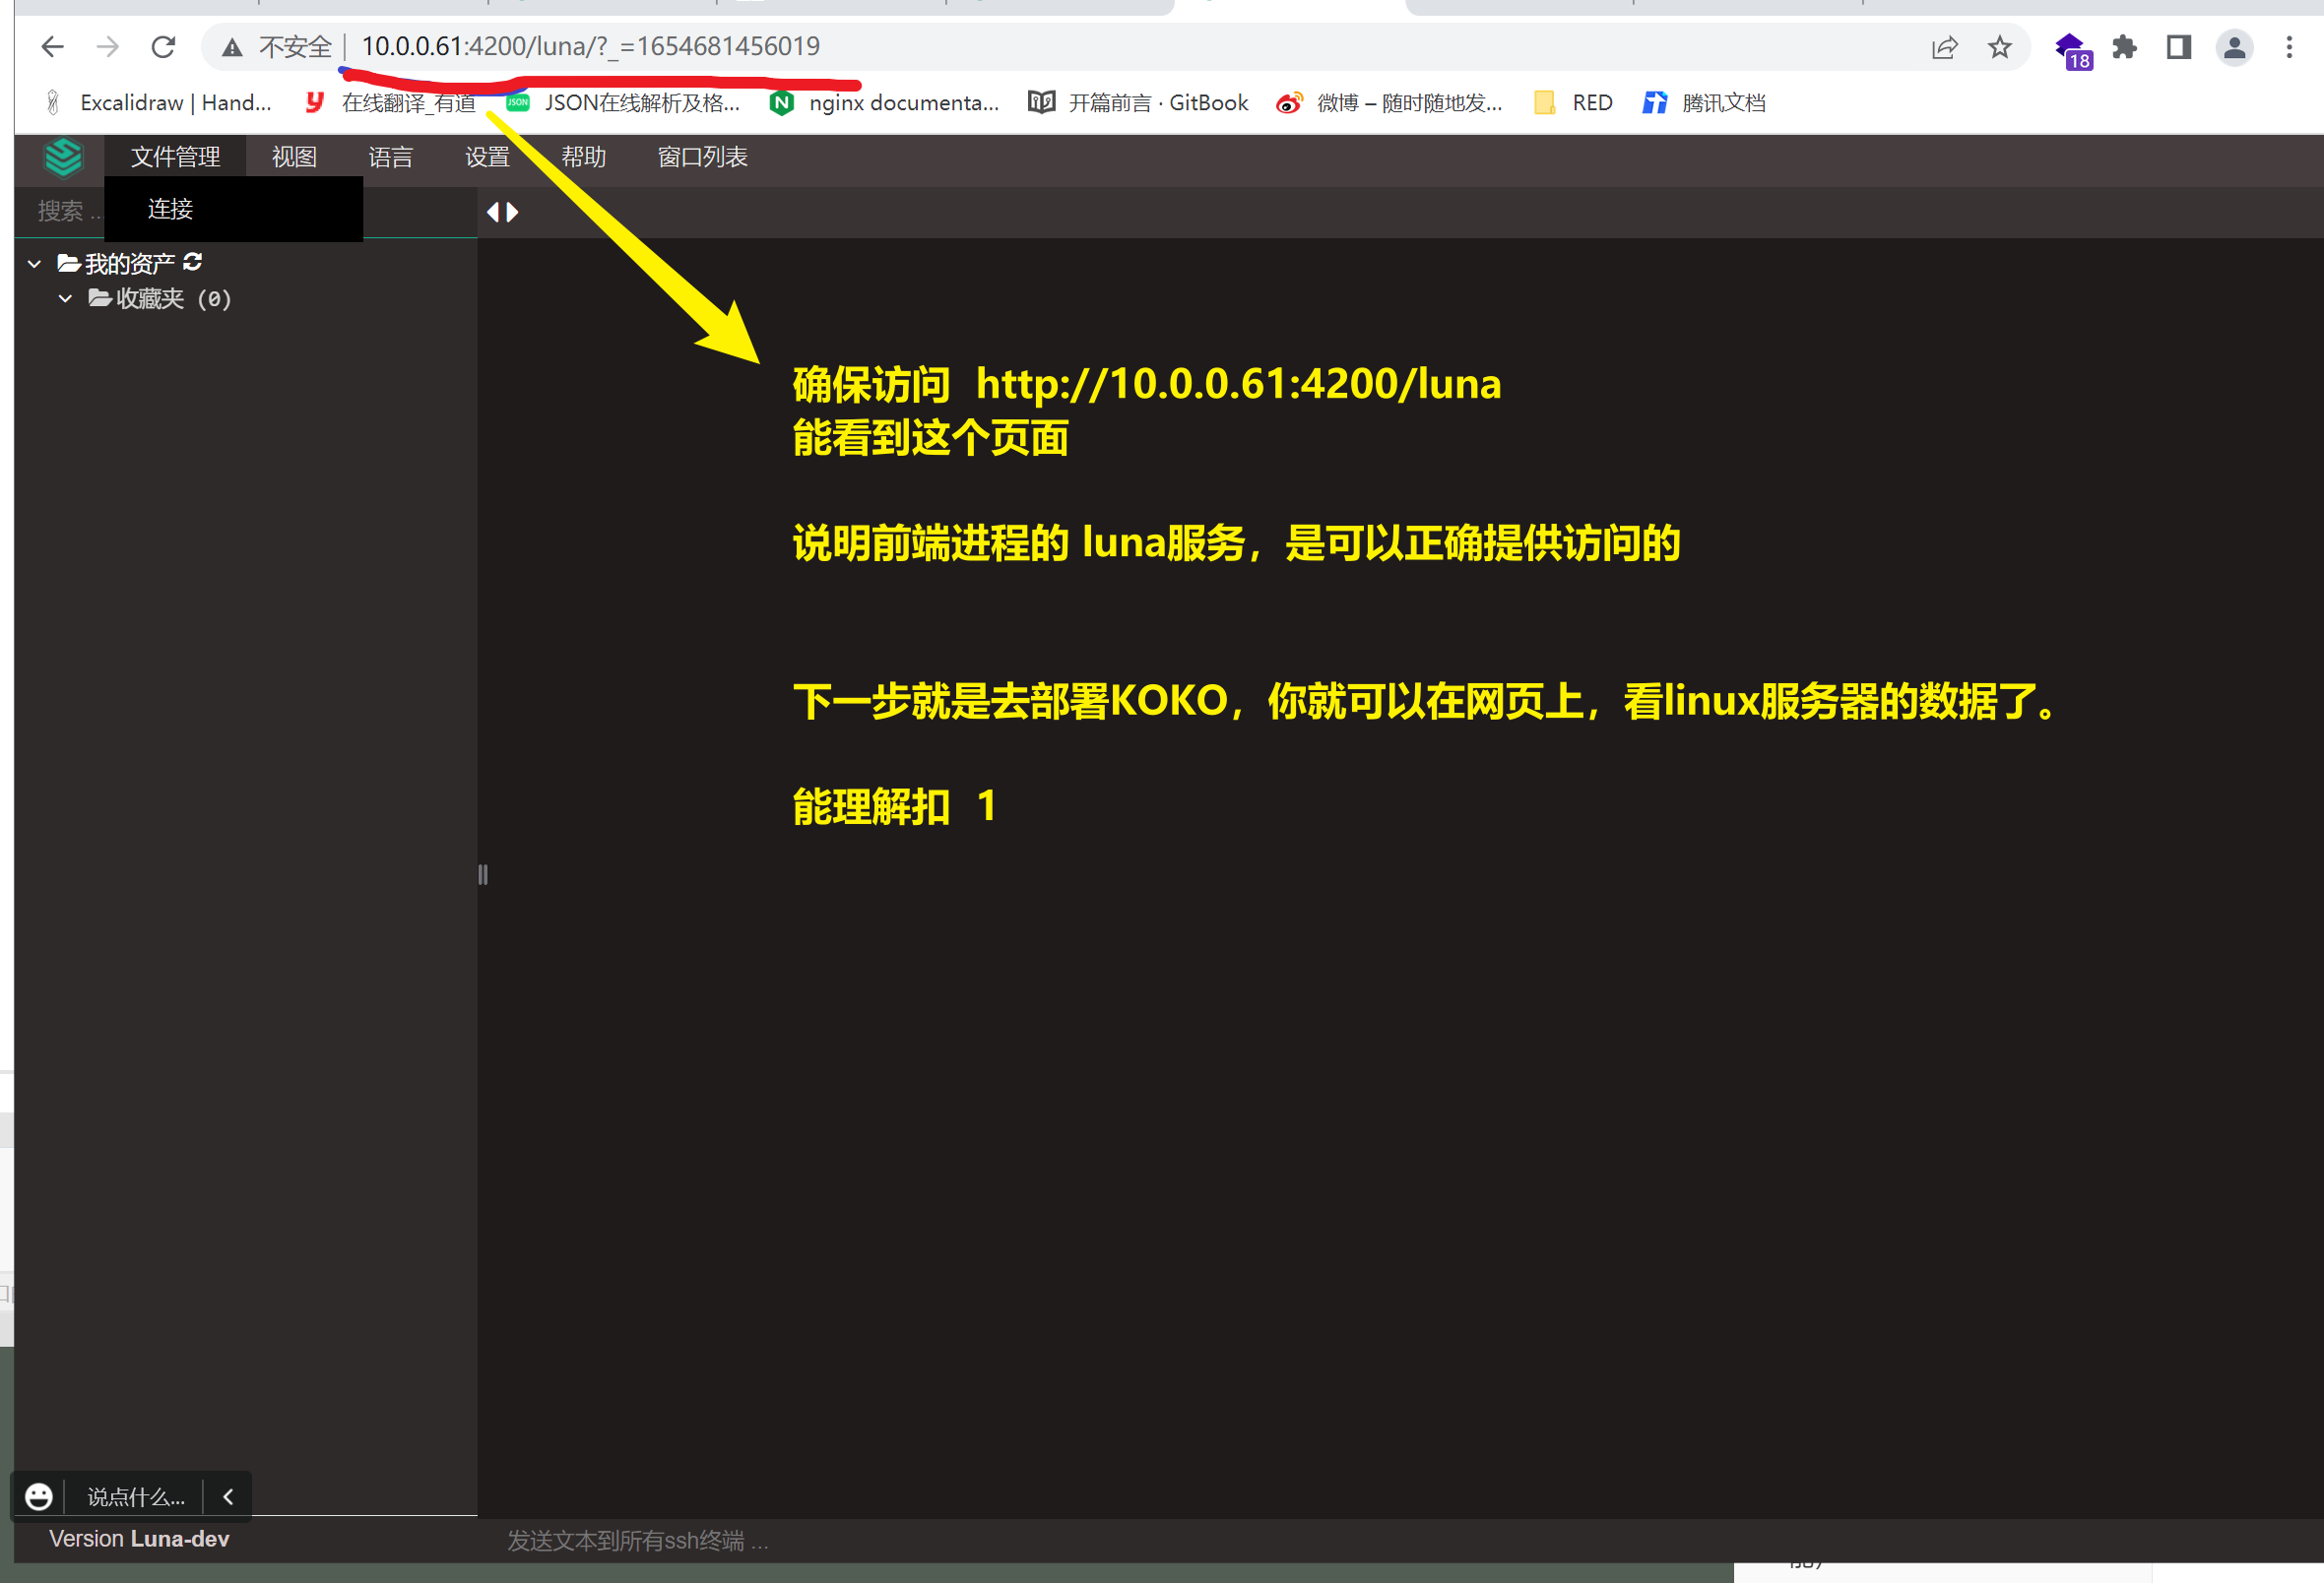 不安全 10.0.0.61:4200/luna/?_=1654681456019
18
Excalidraw | Hand... 在线翻译_有道 JSON JSON在线解析及格... nginx documenta... 开篇前言 · GitBook 微博 – 随时随地发... RED 腾讯文档
文件管理 视图 语言 设置 帮助 窗口列表
搜索 ... 连接
我的资产
收藏夹 (0)
确保访问 http://10.0.0.61:4200/luna
能看到这个页面
说明前端进程的 luna服务，是可以正确提供访问的
下一步就是去部署KOKO，你就可以在网页上，看linux服务器的数据了。
能理解扣 1
说点什么...
Version Luna-dev
发送文本到所有ssh终端 ...